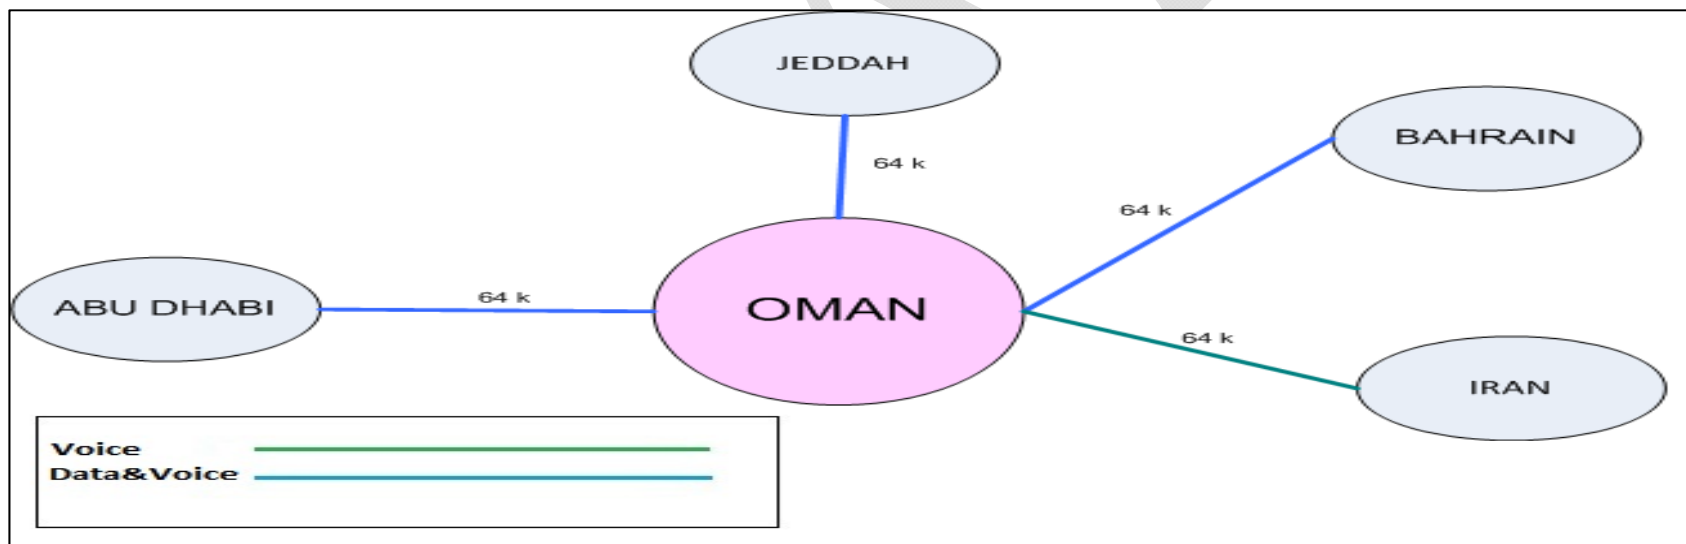 JEDDAH
BAHRAIN
64 k
64 k
ABU DHABI
64 k
OMAN
64 k
IRAN
Voice
Data&Voice